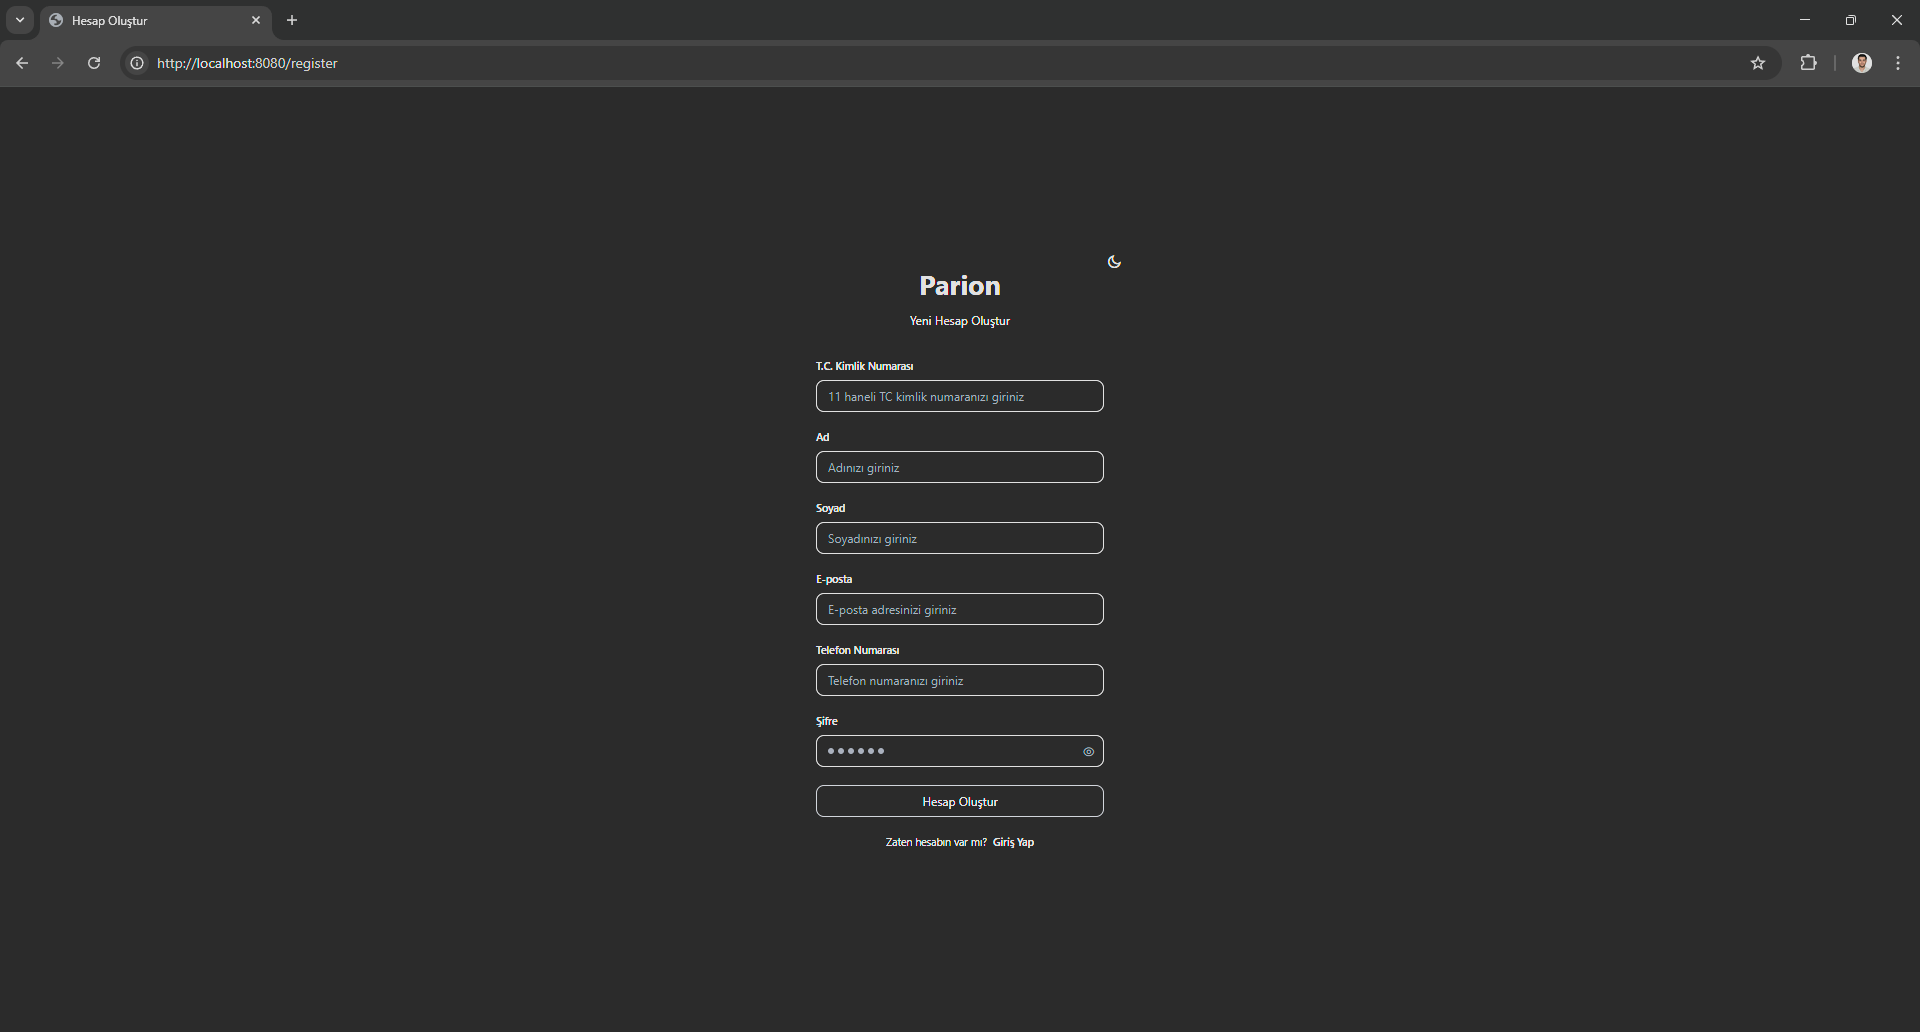 Hesap Oluştur
http://localhost:8080/register
Parion
Yeni Hesap Oluştur
T.C. Kimlik Numarası
11 haneli TC kimlik numaranızı giriniz
Ad
Adınızı giriniz
Soyad
Soyadınızı giriniz
E-posta
E-posta adresinizi giriniz
Telefon Numarası
Telefon numaranızı giriniz
Şifre
••••••
Hesap Oluştur
Zaten hesabın var mı? Giriş Yap